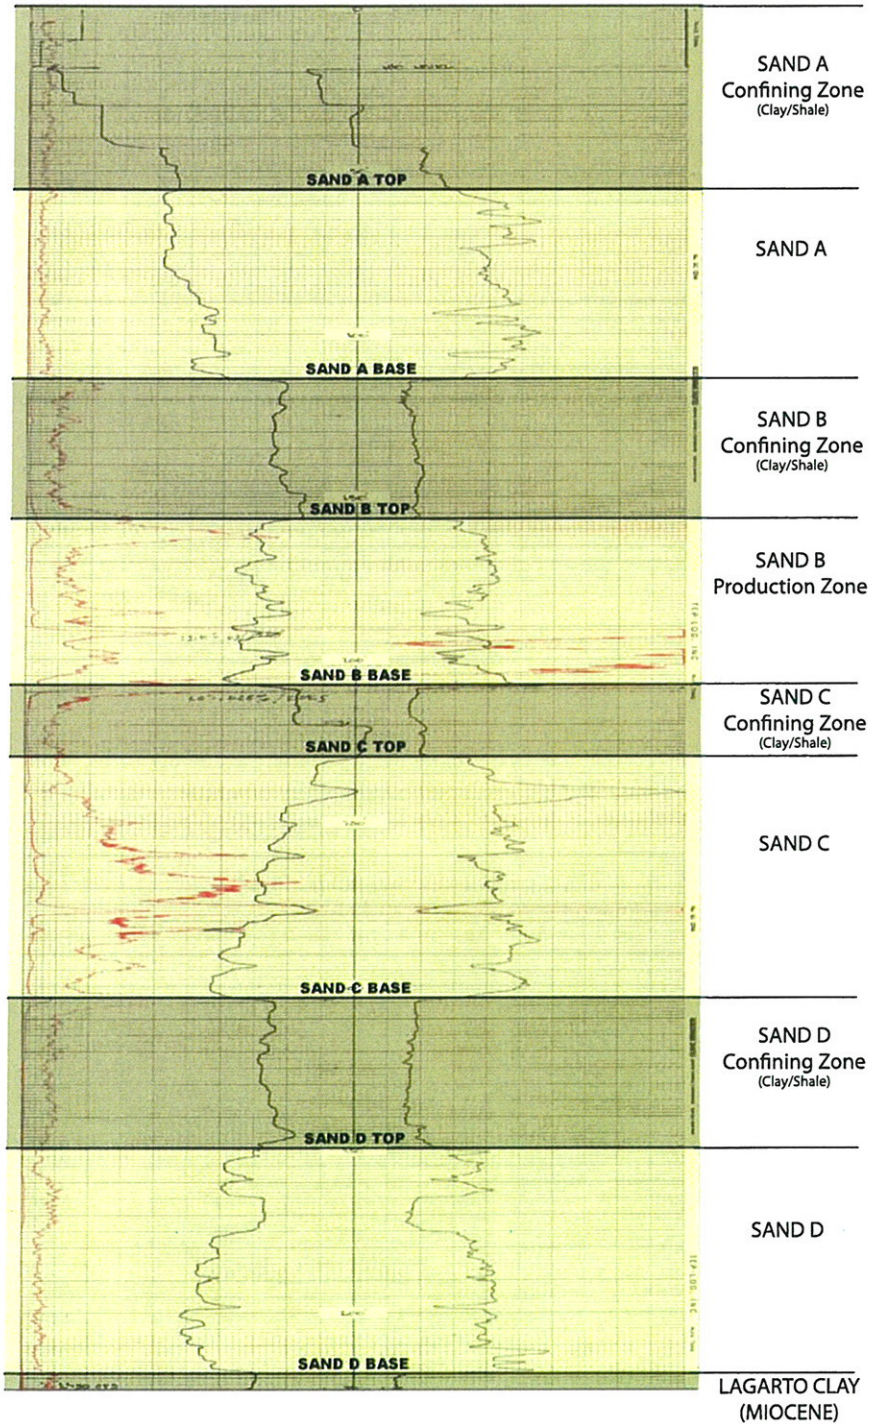 SAND A
Confining Zone
(Clay/Shale)
SAND A TOP
SAND A
SAND A BASE
SAND B
Confining Zone
(Clay/Shale)
SAND B TOP
SAND B
Production Zone
SAND B BASE
SAND C
Confining Zone
(Clay/Shale)
SAND C TOP
SAND C
SAND C BASE
SAND D
Confining Zone
(Clay/Shale)
SAND D TOP
SAND D
SAND D BASE
LAGARTO CLAY
(MIOCENE)